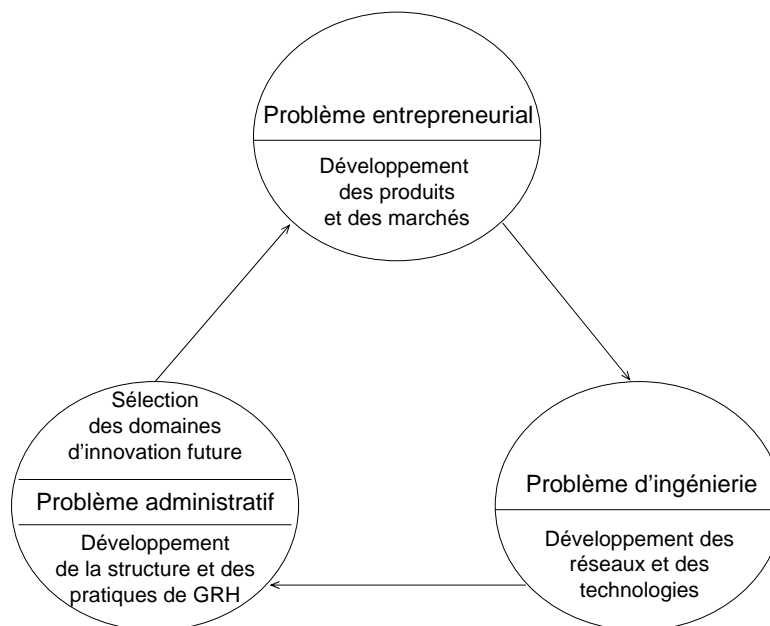 Problème entrepreneurial
Développement
des produits
et des marchés
Sélection
des domaines
d'innovation future
Problème administratif
Développement
de la structure et des
pratiques de GRH
Problème d'ingénierie
Développement des
réseaux et des
technologies